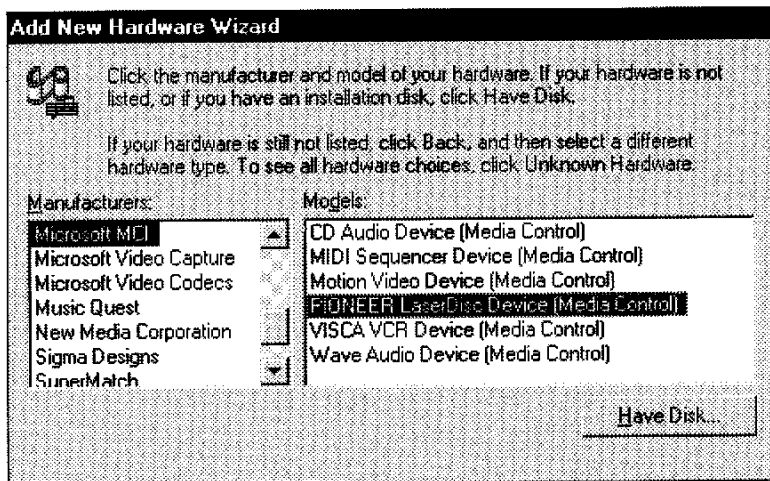 Add New Hardware Wizard
Click the manufacturer and model of your hardware. If your hardware is not
listed, or if you have an installation disk, click Have Disk.
If your hardware is still not listed, click Back, and then select a different
hardware type. To see all hardware choices, click Unknown Hardware.
Manufacturers:
Microsoft MCI
Microsoft Video Capture
Microsoft Video Codecs
Music Quest
New Media Corporation
Sigma Designs
SuperMatch
Models:
CD Audio Device (Media Control)
MIDI Sequencer Device (Media Control)
Motion Video Device (Media Control)
PIONEER LaserDisc Device (Media Control)
VISCA VCR Device (Media Control)
Wave Audio Device (Media Control)
Have Disk...